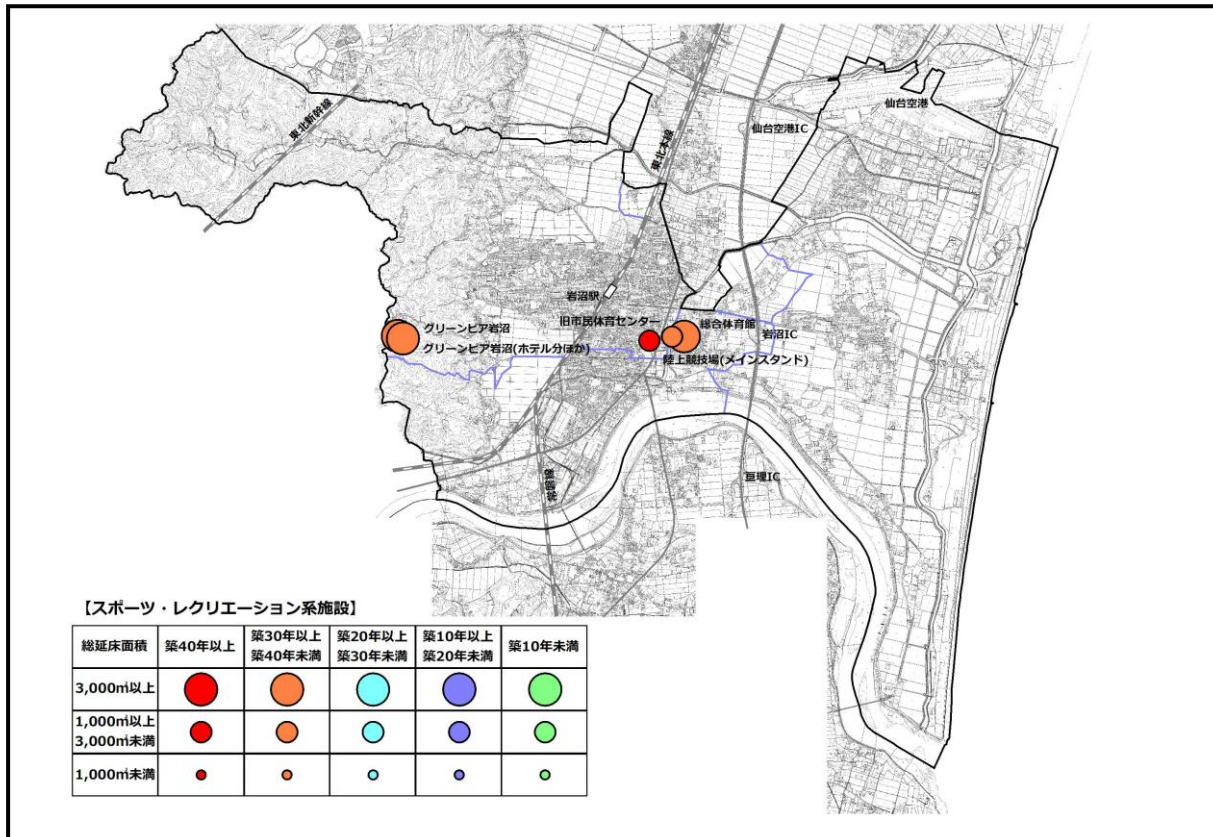 東北新幹線
東北本線
仙台空港IC
仙台空港
岩沼駅
旧市民体育センター
総合体育館
岩沼IC
グリーンピア岩沼
グリーンピア岩沼(ホテル分ほか)
陸上競技場(メインスタンド)
常磐線
亘理IC
【スポーツ・レクリエーション系施設】
総延床面積
築40年以上
築30年以上
築40年未満
築20年以上
築30年未満
築10年以上
築20年未満
築10年未満
3,000㎡以上
1,000㎡以上
3,000㎡未満
1,000㎡未満